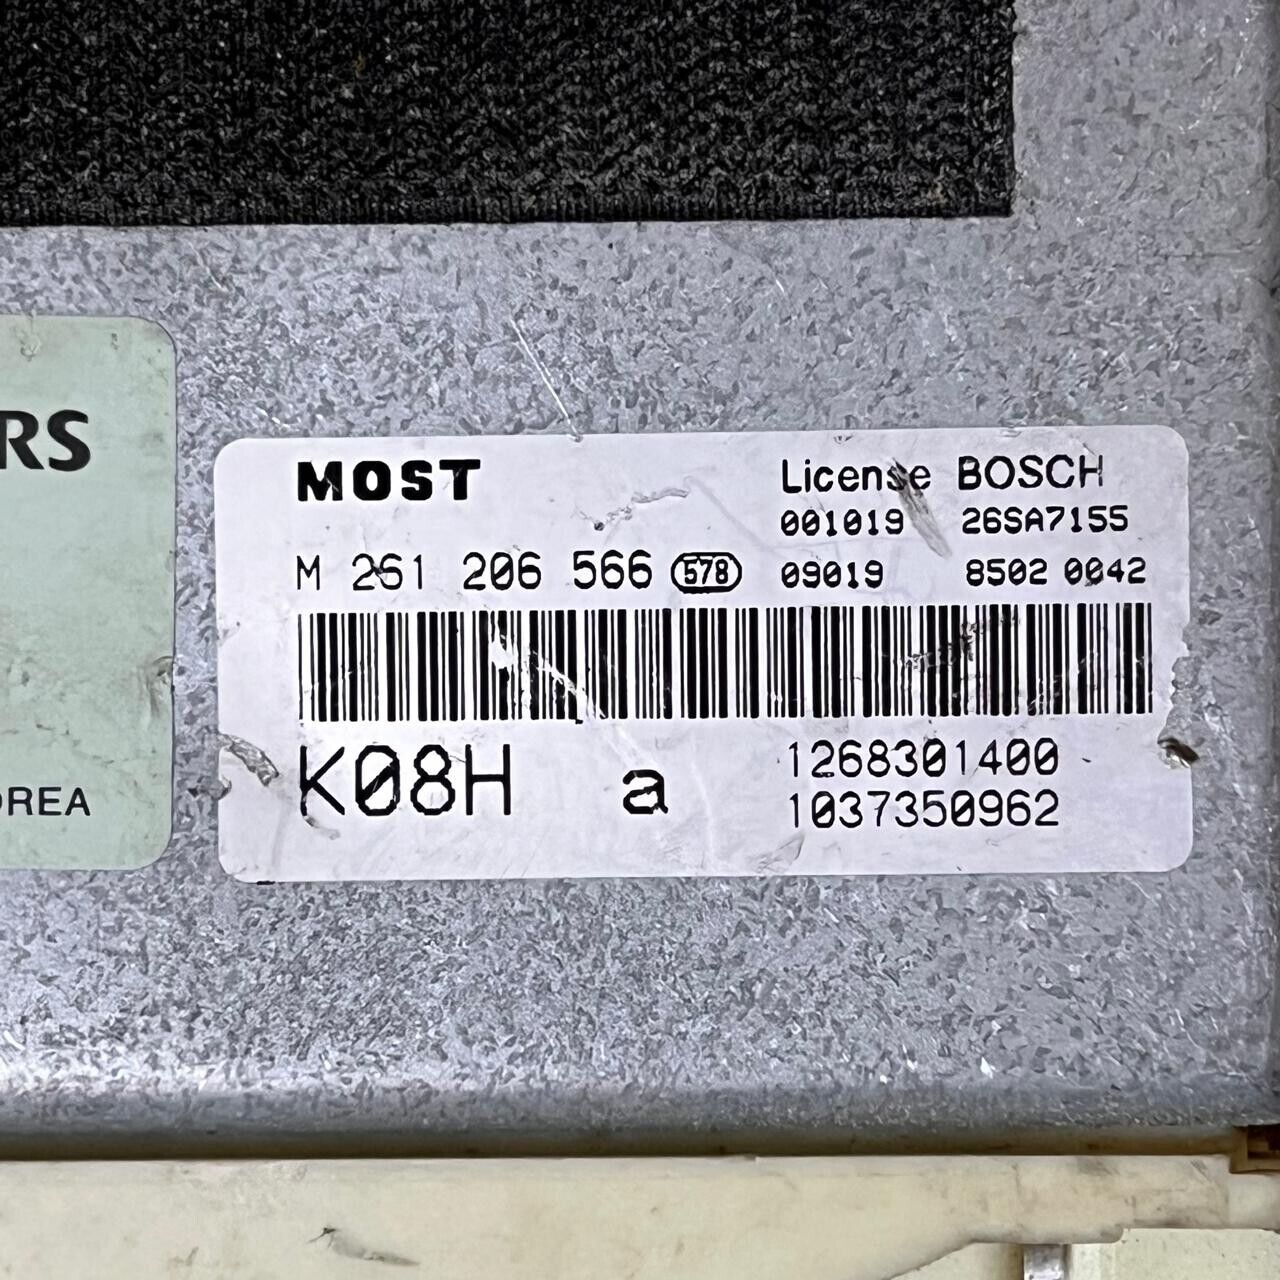 RS
OREA
MOST
License BOSCH
001019 26SA7155
M 261 206 566 578 09019 8502 0042
K08H a 1268301400
1037350962